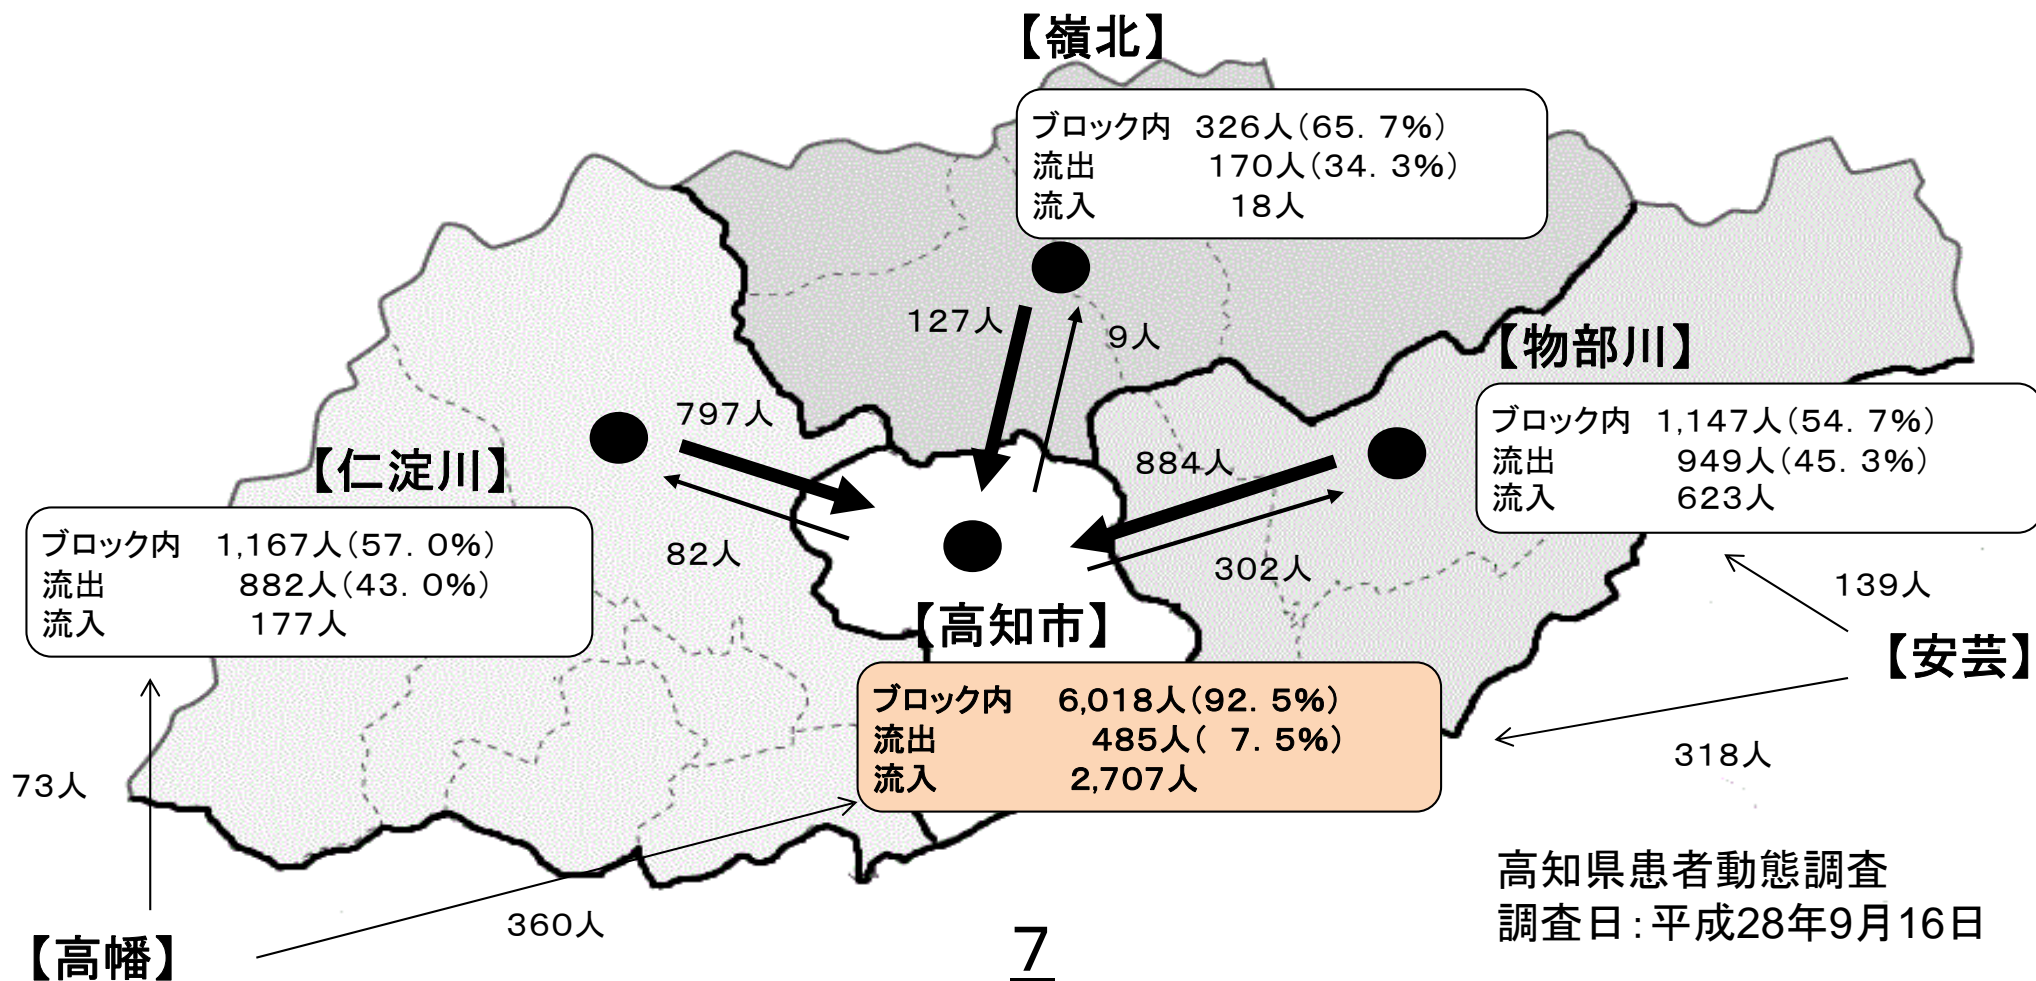 【嶺北】
ブロック内 326人(65.7%)
流出 170人(34.3%)
流入 18人
127人
9人
【物部川】
ブロック内 1,147人(54.7%)
流出 949人(45.3%)
流入 623人
797人
884人
【仁淀川】
ブロック内 1,167人(57.0%)
流出 882人(43.0%)
流入 177人
82人
302人
139人
【高知市】
ブロック内 6,018人(92.5%)
流出 485人( 7.5%)
流入 2,707人
【安芸】
318人
73人
360人
【高幡】
高知県患者動態調査
調査日:平成28年9月16日
7